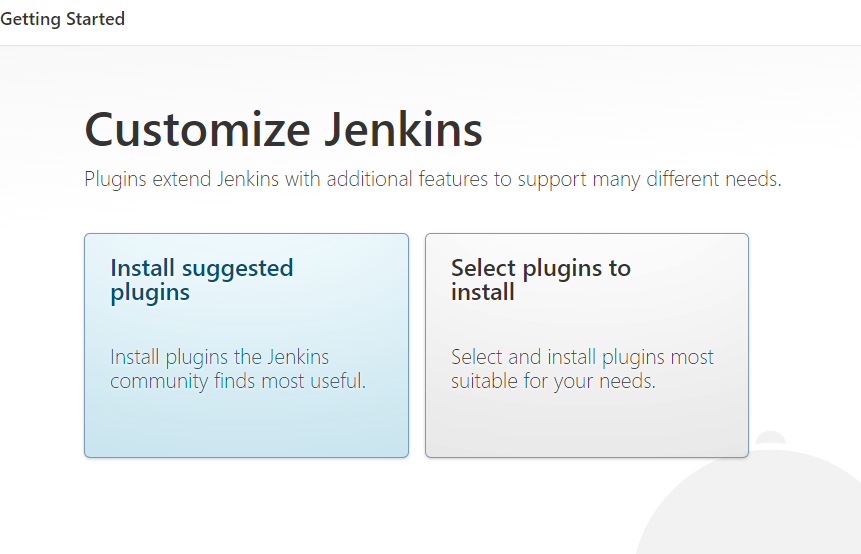 Getting Started
Customize Jenkins
Plugins extend Jenkins with additional features to support many different needs.
Install suggested
plugins
Install plugins the Jenkins
community finds most useful.
Select plugins to
install
Select and install plugins most
suitable for your needs.